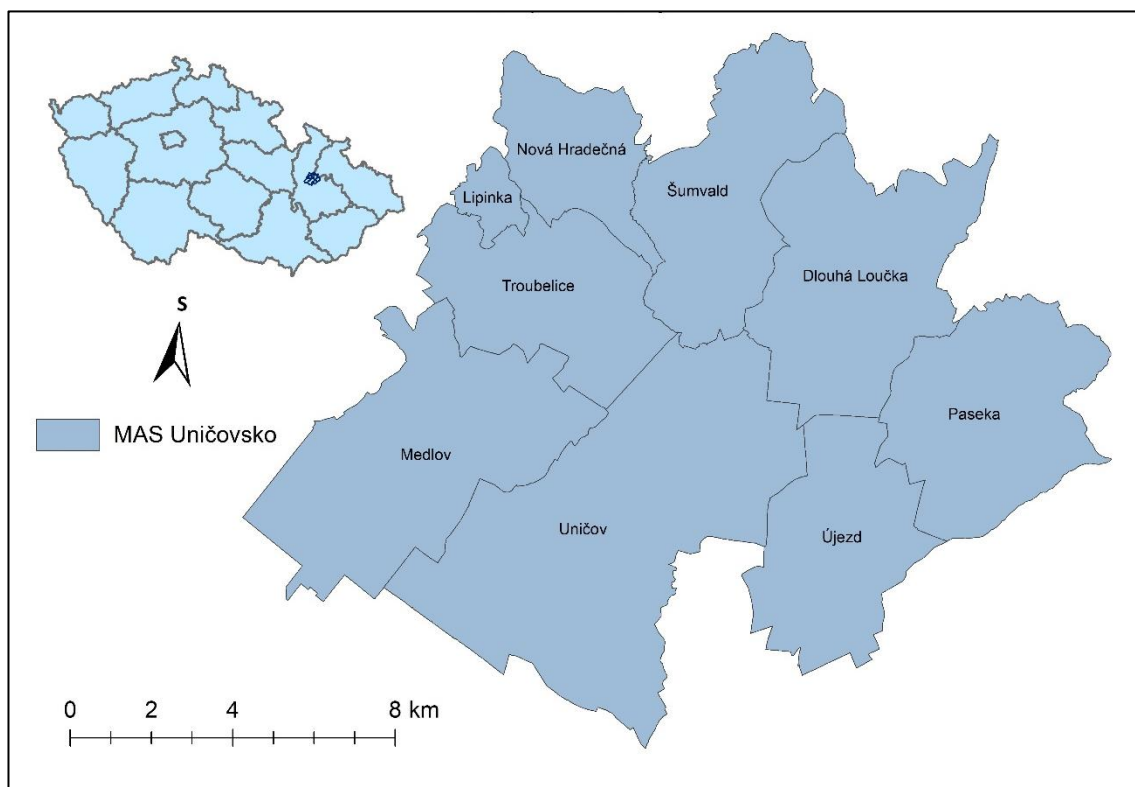 Nová Hradečná
Lipinka
Šumvald
Troubelice
Dlouhá Loučka
S
MAS Uničovsko
Medlov
Paseka
Uničov
Újezd
0 2 4 8 km